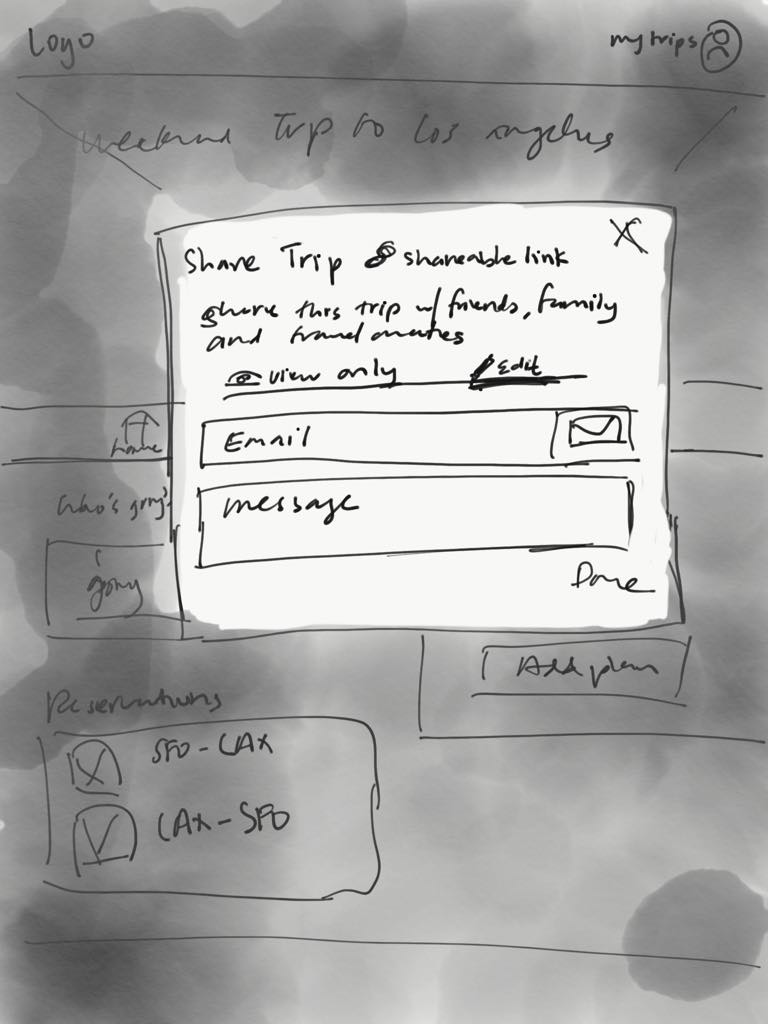 Logo
my trips
Weekend Trip to Los Angeles
Share Trip shareable link
X
share this trip w/ friends, family
and travel mates
view only Edit
Email
home
message
who's going?
going
Done
Add plan
Reservations
SFO - LAX
LAX - SFO